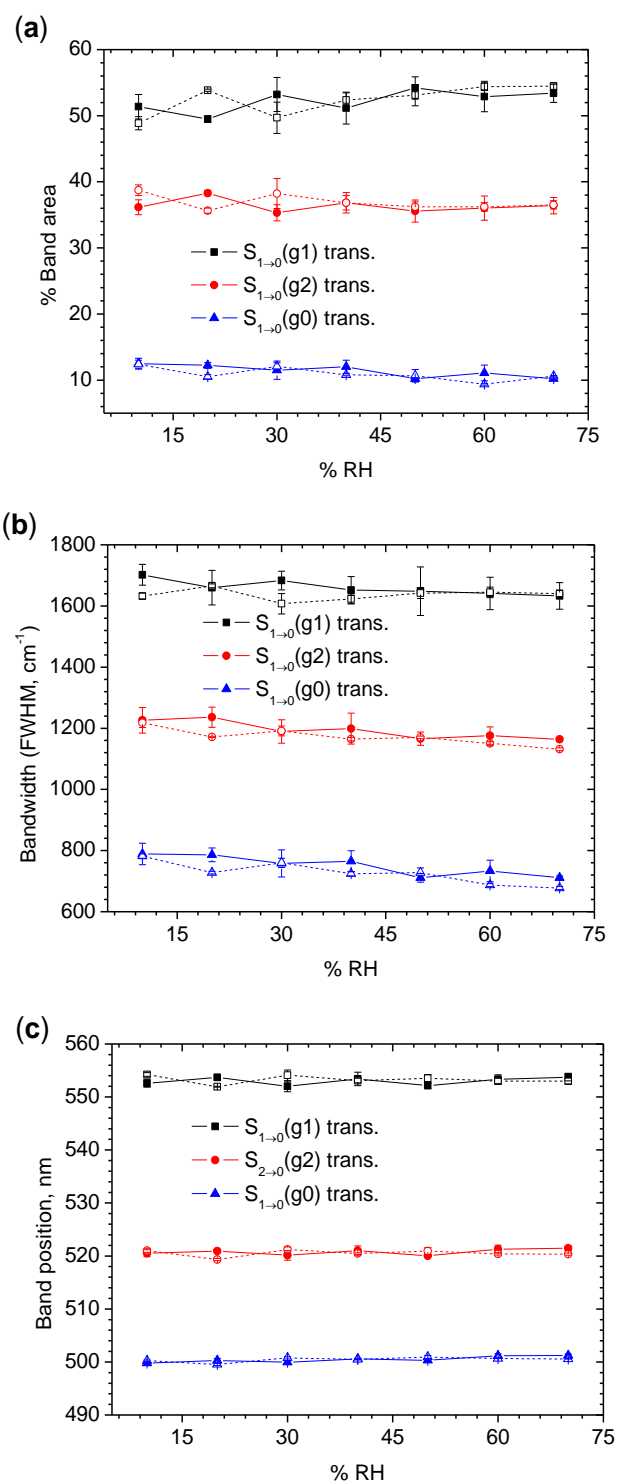 (a)
60
50
40
30
20
10
% Band area
S1→0(g1) trans.
S1→0(g2) trans.
S1→0(g0) trans.
15 30 45 60 75
% RH
(b)
1800
1600
1400
1200
1000
800
600
Bandwidth (FWHM, cm-1)
S1→0(g1) trans.
S1→0(g2) trans.
S1→0(g0) trans.
15 30 45 60 75
% RH
(c)
560
550
540
530
520
510
500
490
Band position, nm
S1→0(g1) trans.
S2→0(g2) trans.
S1→0(g0) trans.
15 30 45 60 75
% RH